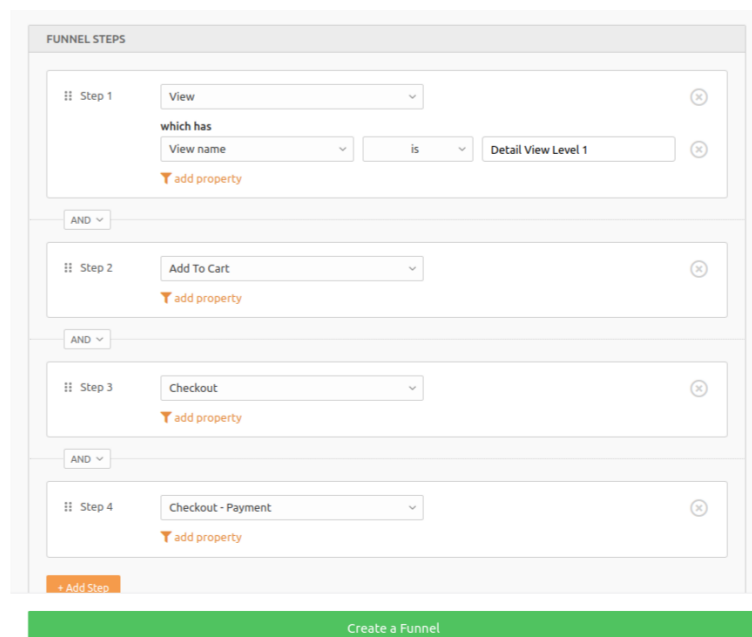 FUNNEL STEPS
Step 1 View
which has
View name is Detail View Level 1
add property
AND
Step 2 Add To Cart
add property
AND
Step 3 Checkout
add property
AND
Step 4 Checkout - Payment
add property
+ Add Step
Create a Funnel